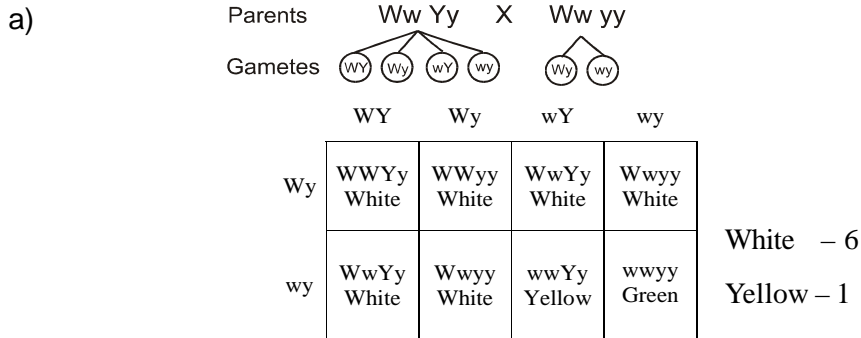 a)
Parents Ww Yy X Ww yy
Gametes WY Wy wY wy Wy wy
WY Wy wY wy
Wy WWYy WWyy WwYy Wwyy
White White White White
White – 6
wy WwYy Wwyy wwYy wwyy
White White Yellow Green
Yellow – 1